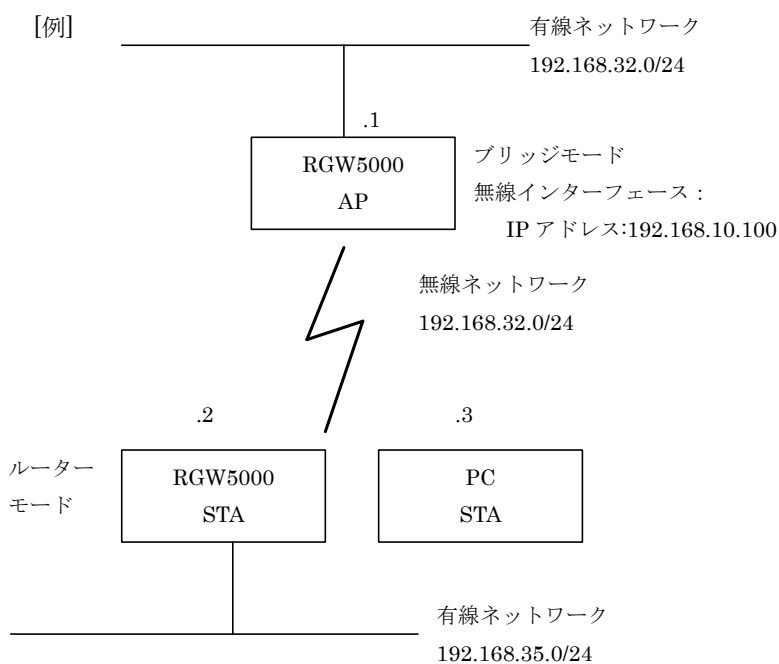 [例]
有線ネットワーク
192.168.32.0/24
.1
RGW5000
AP
ブリッジモード
無線インターフェース：
IP アドレス:192.168.10.100
無線ネットワーク
192.168.32.0/24
.2
.3
ルーター
モード
RGW5000
STA
PC
STA
有線ネットワーク
192.168.35.0/24